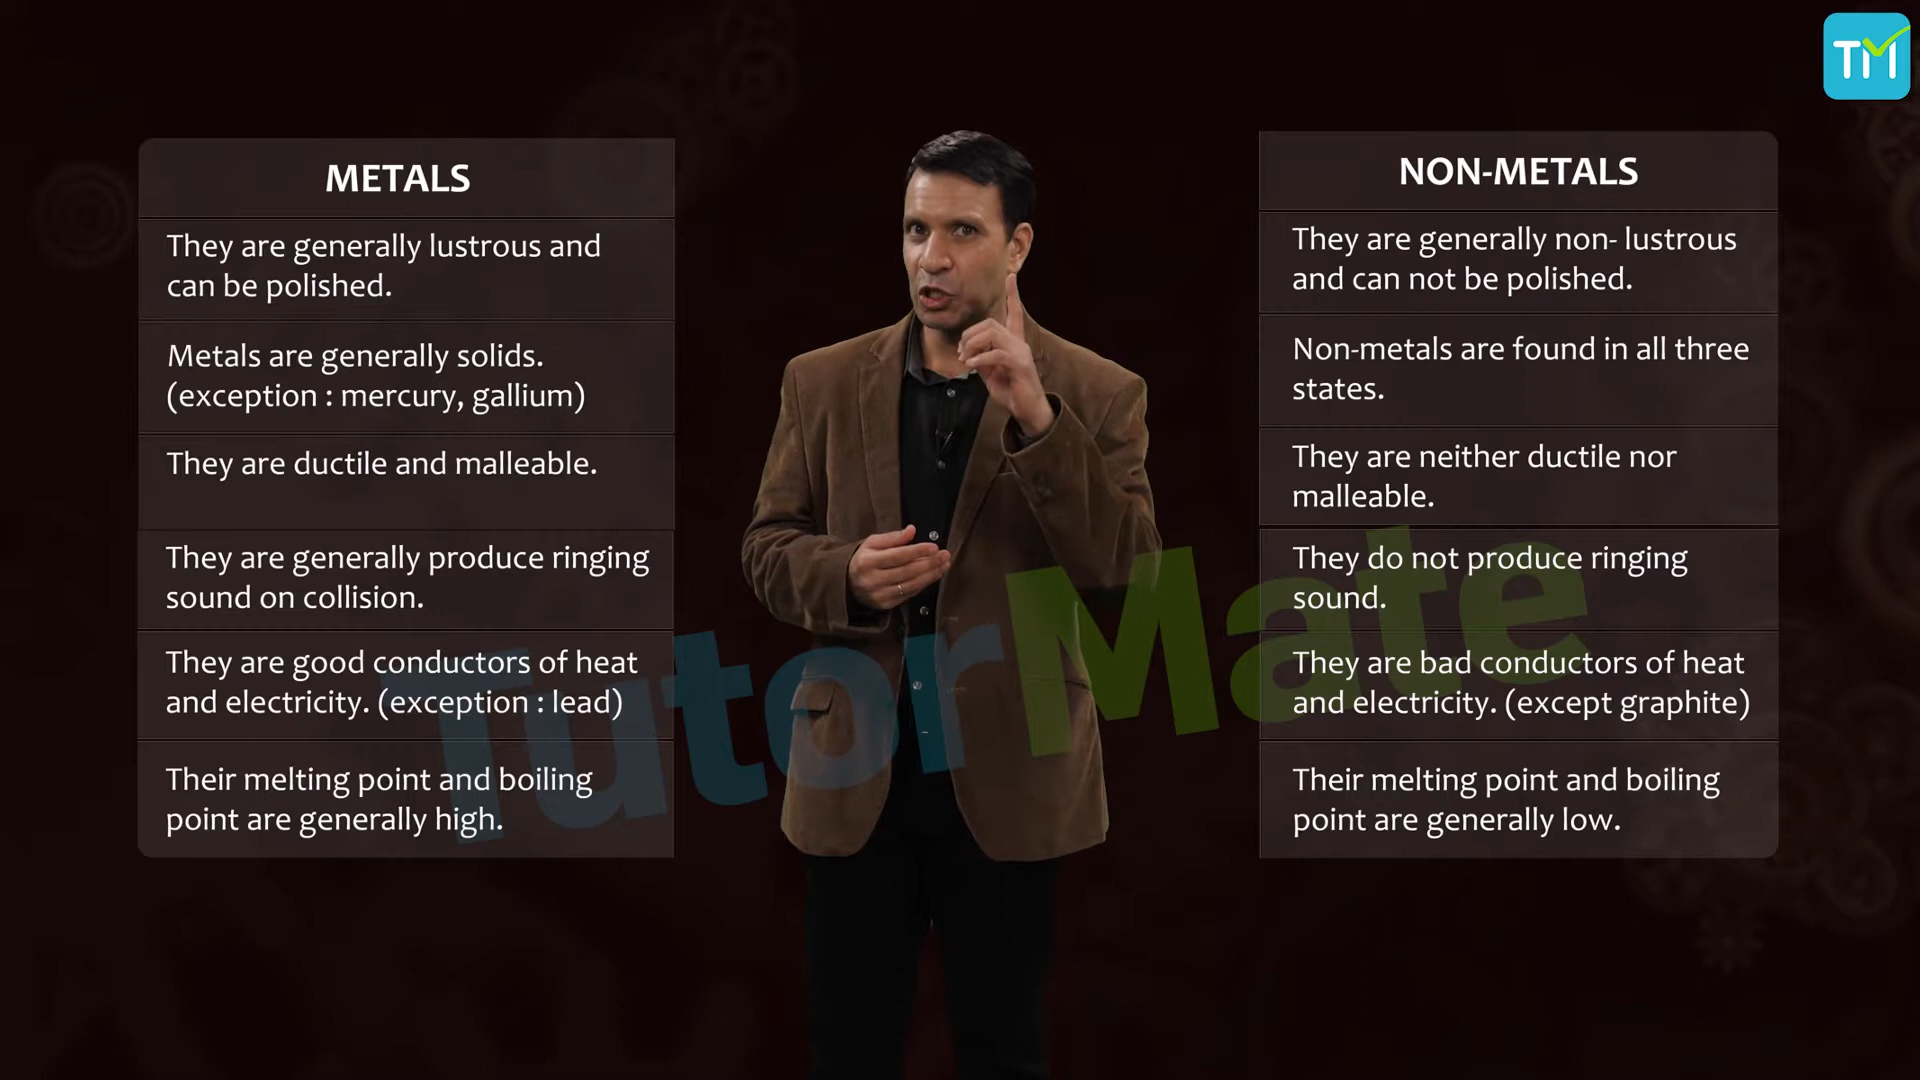 TM
METALS
They are generally lustrous and
can be polished.
Metals are generally solids.
(exception : mercury, gallium)
They are ductile and malleable.
They are generally produce ringing
sound on collision.
They are good conductors of heat
and electricity. (exception : lead)
Their melting point and boiling
point are generally high.
NON-METALS
They are generally non- lustrous
and can not be polished.
Non-metals are found in all three
states.
They are neither ductile nor
malleable.
They do not produce ringing
sound.
They are bad conductors of heat
and electricity. (except graphite)
Their melting point and boiling
point are generally low.
TutorMate